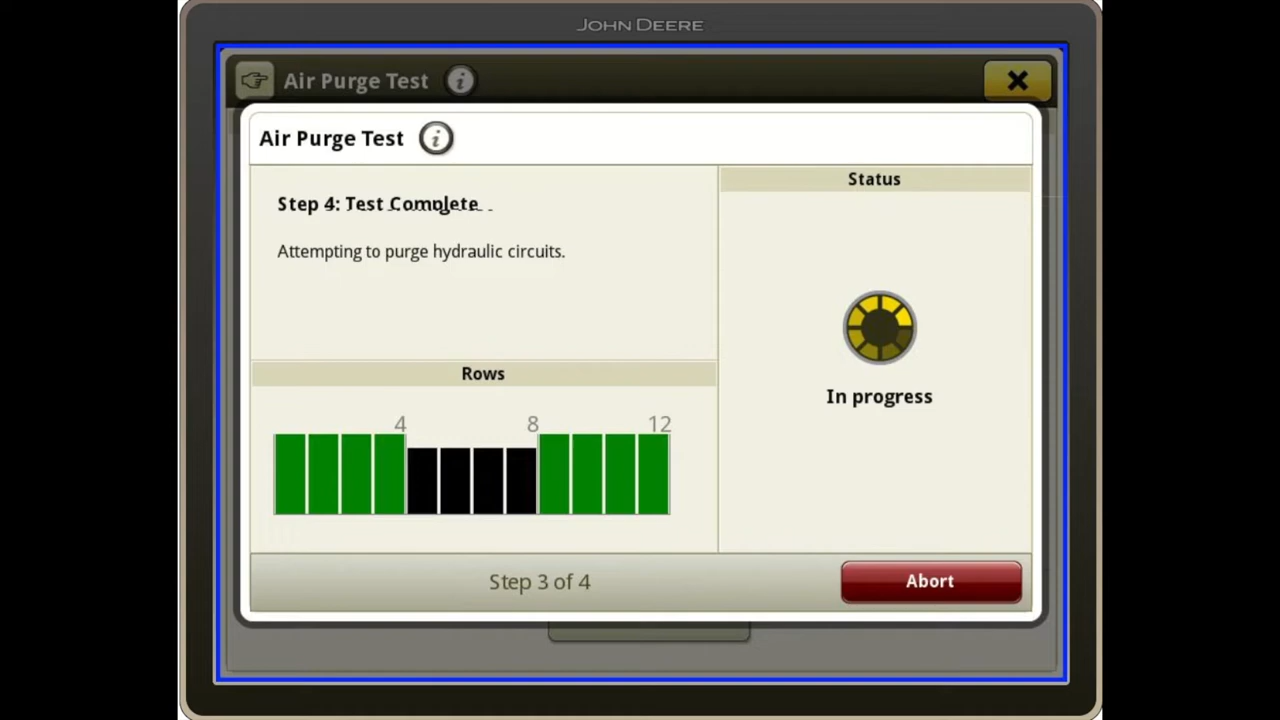 JOHN DEERE
Air Purge Test
Air Purge Test
Step 4: Test Complete
Attempting to purge hydraulic circuits.
Status
In progress
Rows
4 8 12
Step 3 of 4
Abort